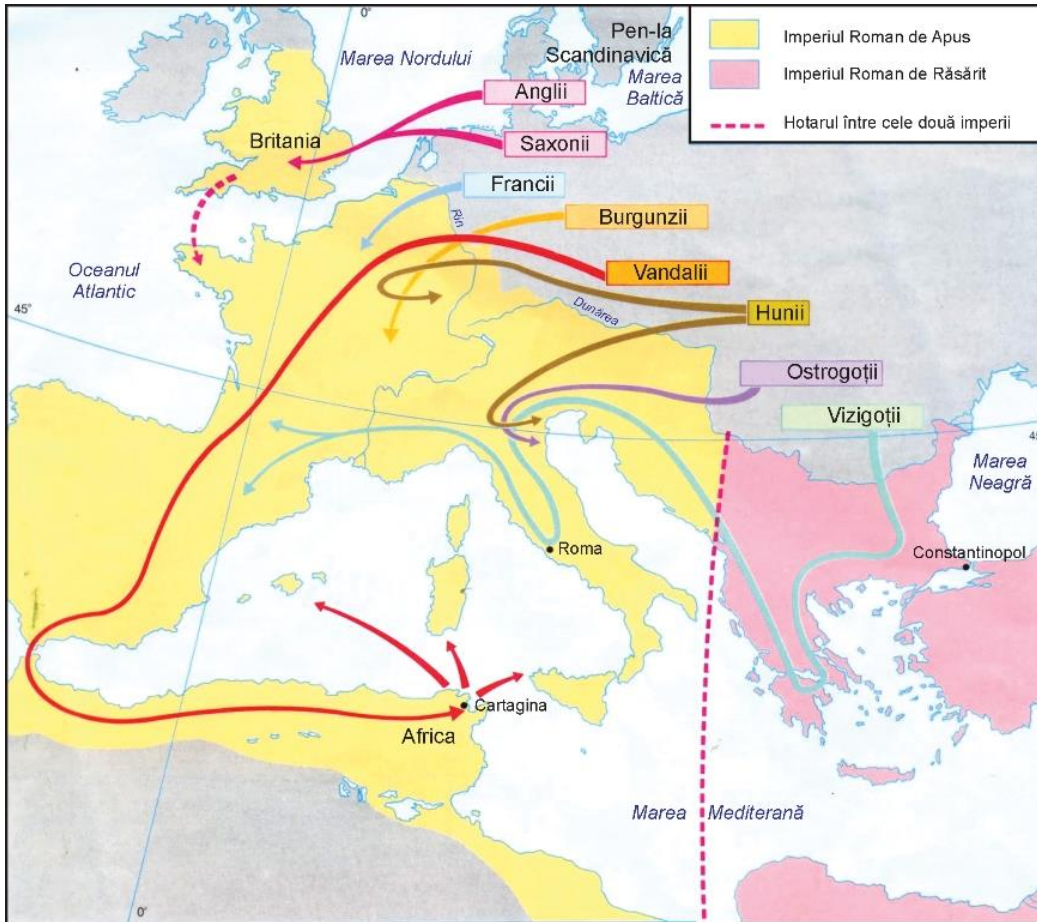 0°
Marea Nordului
Pen-la
Scandinavică
Marea
Baltică
Imperiul Roman de Apus
Imperiul Roman de Răsărit
Hotarul între cele două imperii
Anglii
Britania
Saxonii
Francii
Rin
Burgunzii
Oceanul
Atlantic
Vandalii
45°
Dunărea
Hunii
Ostrogoții
Vizigoții
45
Marea
Neagră
Roma
Constantinopol
Cartagina
Africa
Marea
Mediterană
0°